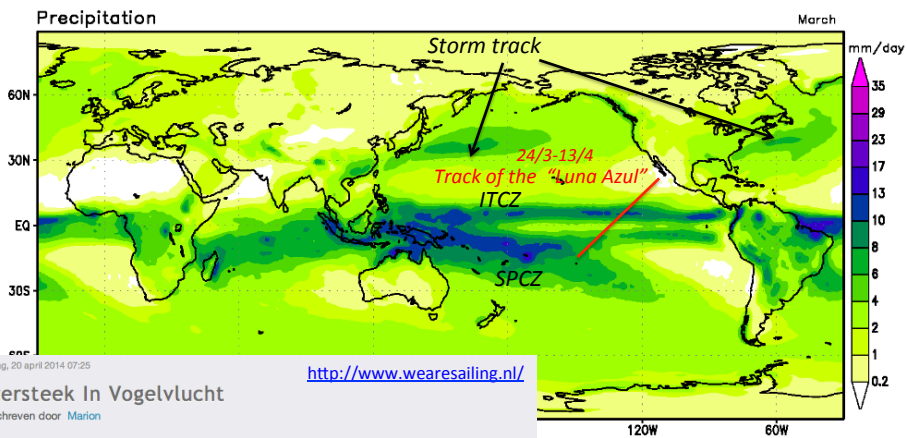 Precipitation
March
Storm track
mm/day
35
60N
29
23
30N
24/3-13/4
17
Track of the "Luna Azul"
13
ITCZ
EQ
10
8
6
SPCZ
30S
4
2
1
0.2
20 april 2014 07:25
http://www.wearesailing.nl/
ersteek In Vogelvlucht
chreven door Marion
120W
60W